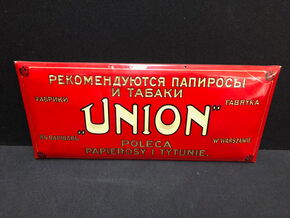 РЕКОМЕНДУЮТСЯ ПАПИРОСЫ
И ТАБАКИ
ФАБРИКИ FABRYKA
„UNION"
ВЪ ВАРШАВѢ W WARSZAWIE
POLECA
PAPIEROSY I TYTUNIE.